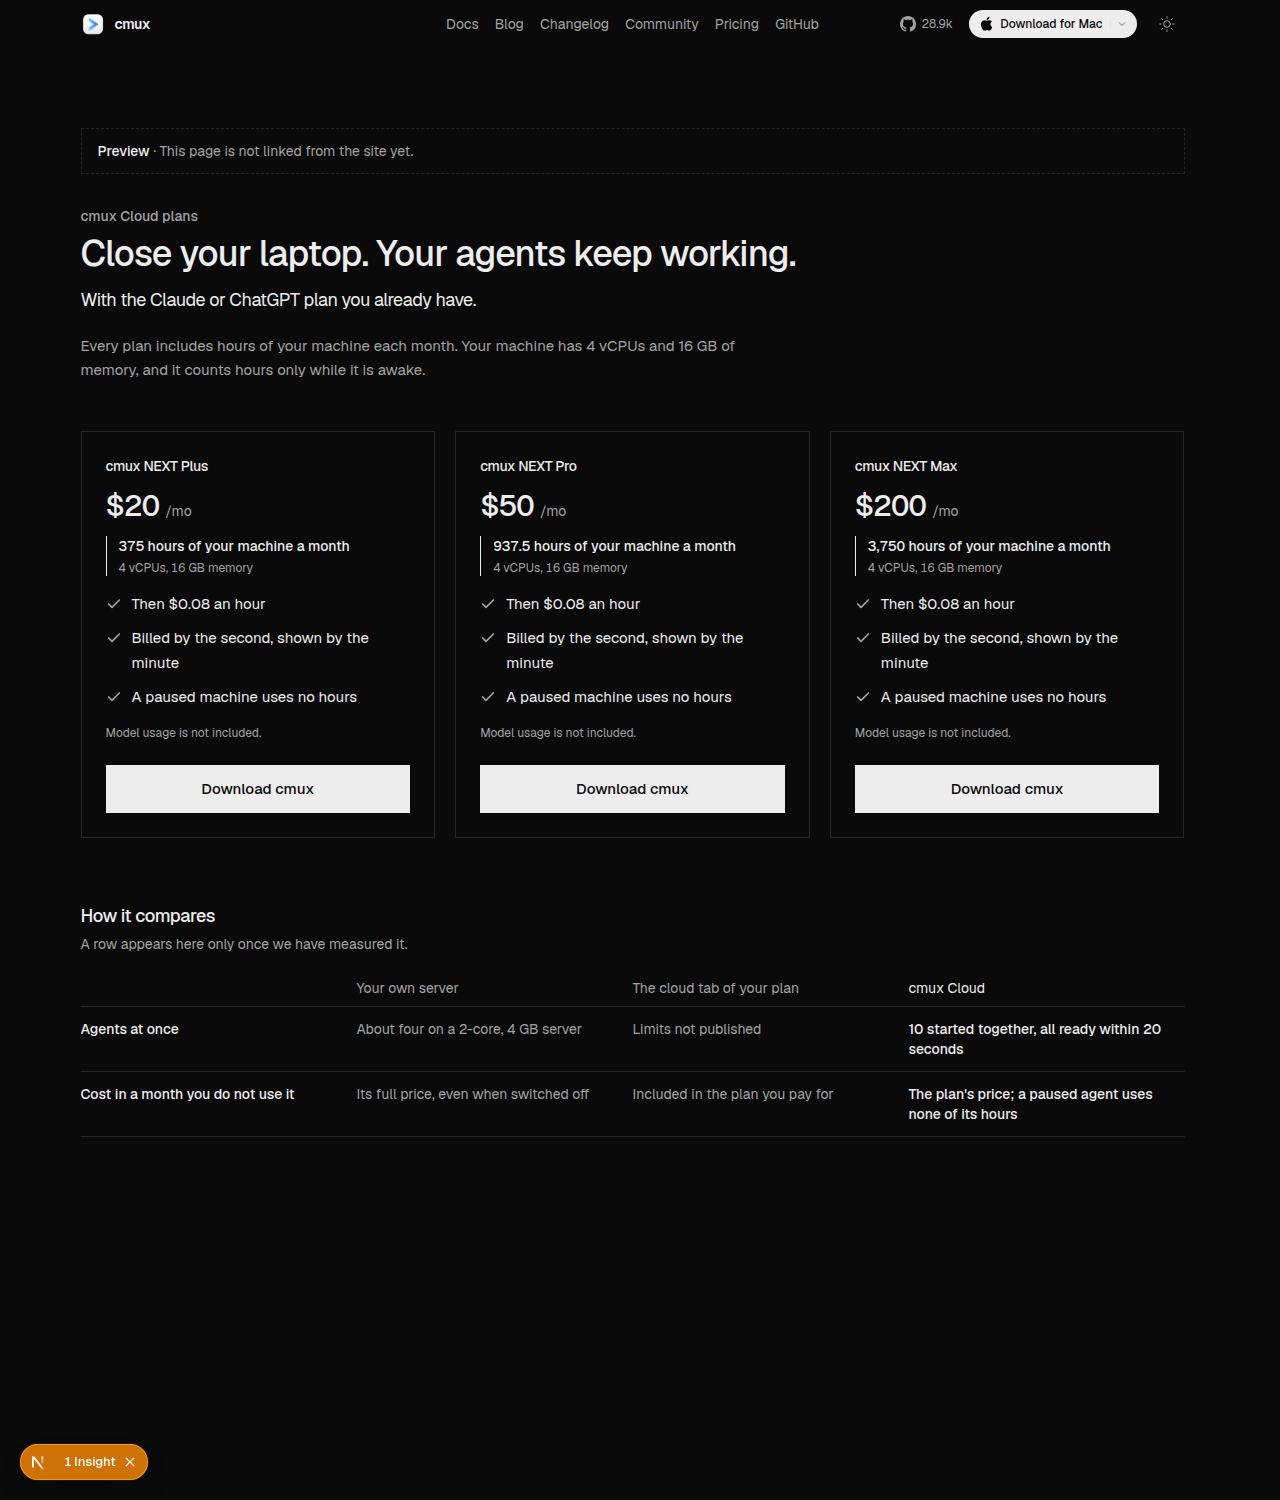 cmux
Docs Blog Changelog Community Pricing GitHub
28.9k
Download for Mac
Preview · This page is not linked from the site yet.
cmux Cloud plans
Close your laptop. Your agents keep working.
With the Claude or ChatGPT plan you already have.
Every plan includes hours of your machine each month. Your machine has 4 vCPUs and 16 GB of
memory, and it counts hours only while it is awake.
cmux NEXT Plus
$20 /mo
375 hours of your machine a month
4 vCPUs, 16 GB memory
Then $0.08 an hour
Billed by the second, shown by the
minute
A paused machine uses no hours
Model usage is not included.
Download cmux
cmux NEXT Pro
$50 /mo
937.5 hours of your machine a month
4 vCPUs, 16 GB memory
Then $0.08 an hour
Billed by the second, shown by the
minute
A paused machine uses no hours
Model usage is not included.
Download cmux
cmux NEXT Max
$200 /mo
3,750 hours of your machine a month
4 vCPUs, 16 GB memory
Then $0.08 an hour
Billed by the second, shown by the
minute
A paused machine uses no hours
Model usage is not included.
Download cmux
How it compares
A row appears here only once we have measured it.
Your own server
The cloud tab of your plan
cmux Cloud
Agents at once
About four on a 2-core, 4 GB server
Limits not published
10 started together, all ready within 20
seconds
Cost in a month you do not use it
Its full price, even when switched off
Included in the plan you pay for
The plan's price; a paused agent uses
none of its hours
1 Insight